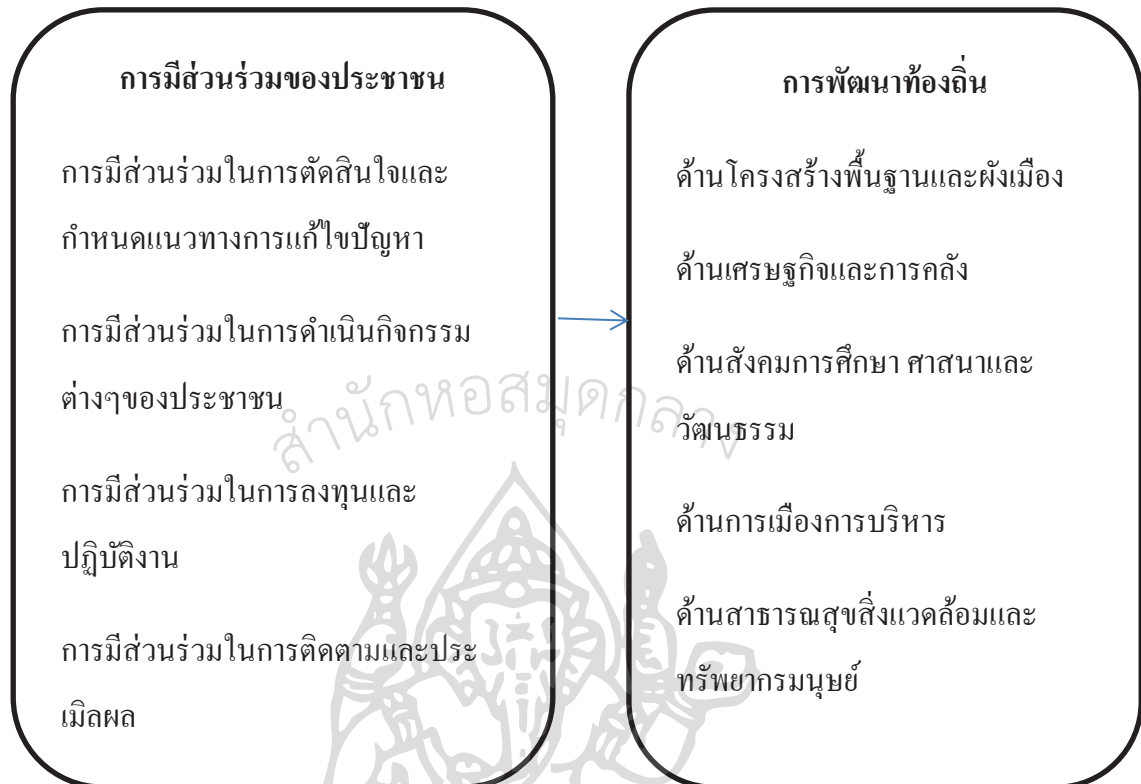 การมีส่วนร่วมของประชาชน
การมีส่วนร่วมในการตัดสินใจและ
กำหนดแนวทางการแก้ไขปัญหา
การมีส่วนร่วมในการดำเนินกิจกรรม
ต่างๆของประชาชน
การมีส่วนร่วมในการลงทุนและ
ปฏิบัติงาน
การมีส่วนร่วมในการติดตามและประ
เมิลผล
การพัฒนาท้องถิ่น
ด้านโครงสร้างพื้นฐานและผังเมือง
ด้านเศรษฐกิจและการคลัง
ด้านสังคมการศึกษา ศาสนาและ
วัฒนธรรม
ด้านการเมืองการบริหาร
ด้านสาธารณสุขสิ่งแวดล้อมและ
ทรัพยากรมนุษย์
สำนักหอสมุดกลาง